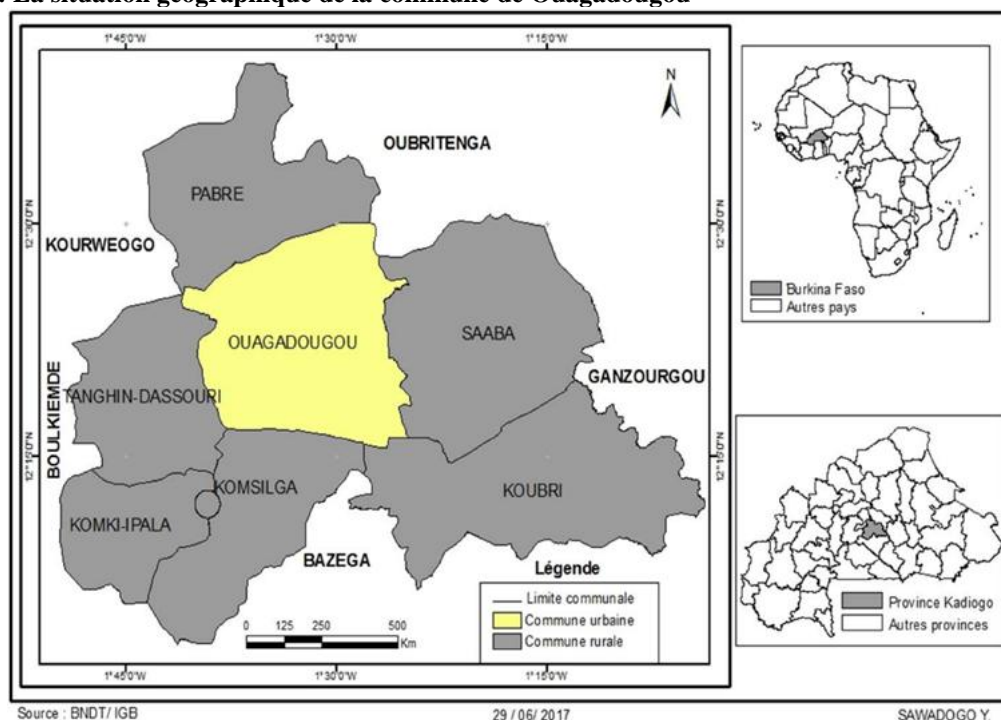 . La situation géographique de la commune de Ouagadougou
1°45'0"W 1°30'0"W 1°15'0"W
N
OUBRITENGA
PABRE
12°30'0"N 12°30'0"N
KOURWEOGO
OUAGADOUGOU
SAABA
GANZOURGOU
TANGHIN-DASSOURI
BOULKIEMDE
12°15'0"N 12°15'0"N
KOMSILGA
KOUBRI
KOMKI-IPALA
BAZEGA
Légende
Limite communale
Commune urbaine
Commune rurale
0 125 250 500
Km
1°45'0"W 1°30'0"W 1°15'0"W
Burkina Faso
Autres pays
Province Kadiogo
Autres provinces
Source : BNDT/ IGB 29 / 06/ 2017 SAWADOGO Y.